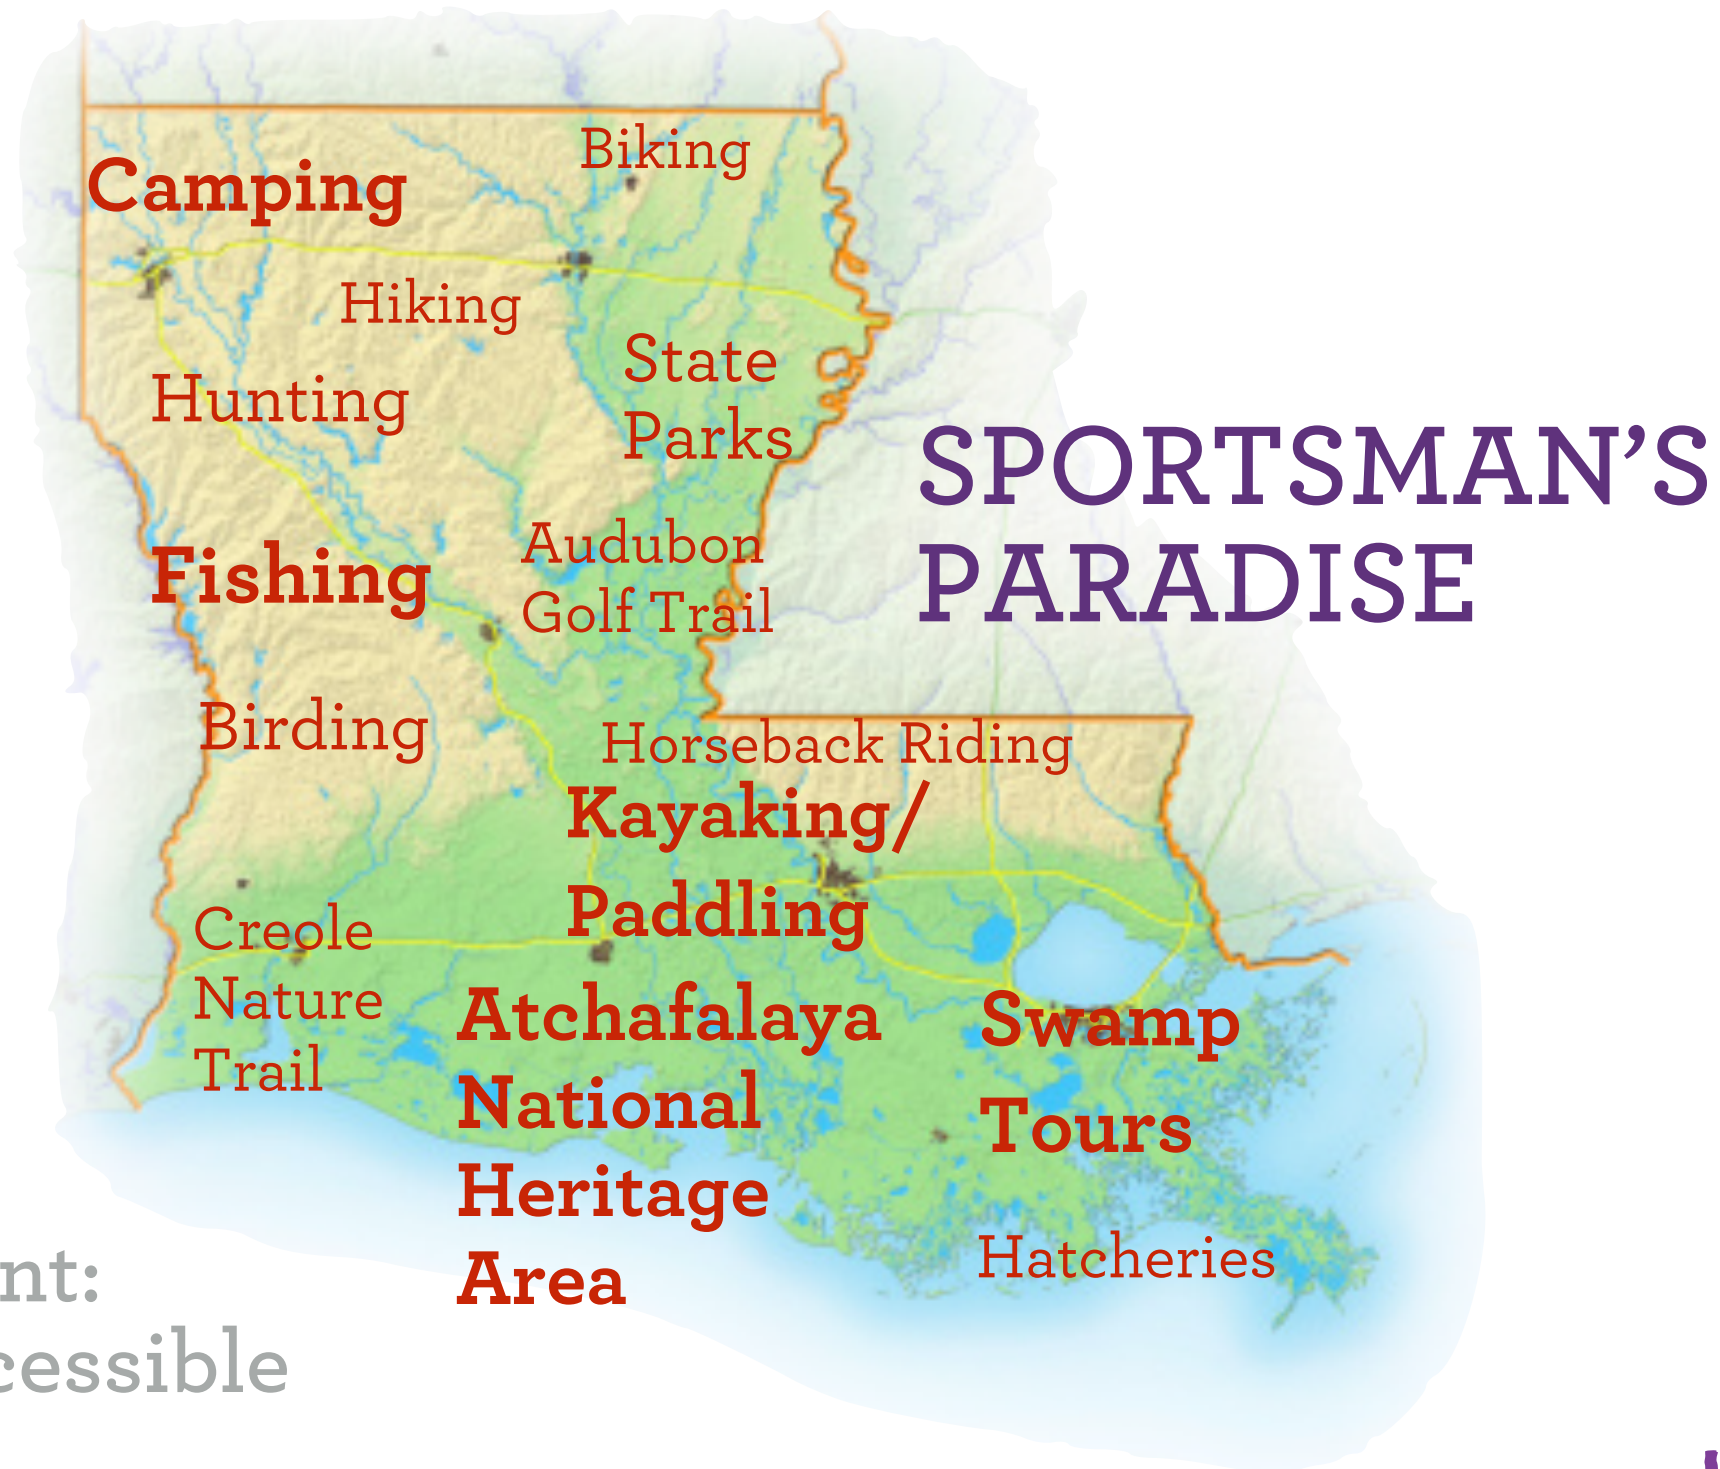 Biking
Camping
Hiking
State
Parks
Hunting
SPORTSMAN’S
PARADISE
Audubon
Golf Trail
Fishing
Birding
Horseback Riding
Kayaking/
Paddling
Creole
Nature
Trail
Atchafalaya
National
Heritage
Area
Swamp
Tours
Hatcheries
nt:
cessible